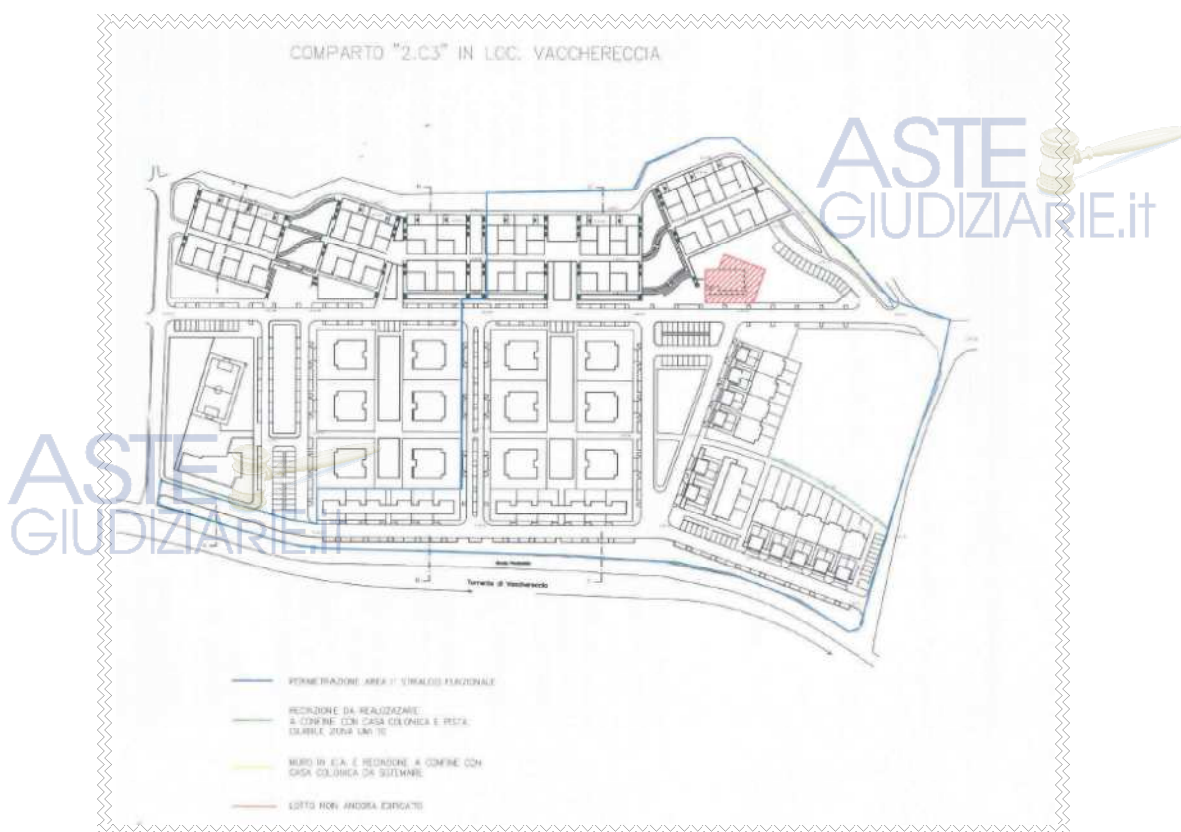 COMPARTO "2.C3" IN LOC. VACCHERECCIA
ASTE
GIUDIZIARIE.it
ASTE
GIUDIZIARIE.it
Torrente di Vacchereccia
PERIMETRAZIONE AREA 1° STRALCIO FUNZIONALE
RECINZIONE DA REALIZZARE
A CONFINE CON CASA COLONICA E PISTA
CICLABILE ZONA UMI
MURO IN C.A. E RECINZIONE A CONFINE CON
CASA COLONICA DA SISTEMARE
LOTTO NON ANCORA EDIFICATO